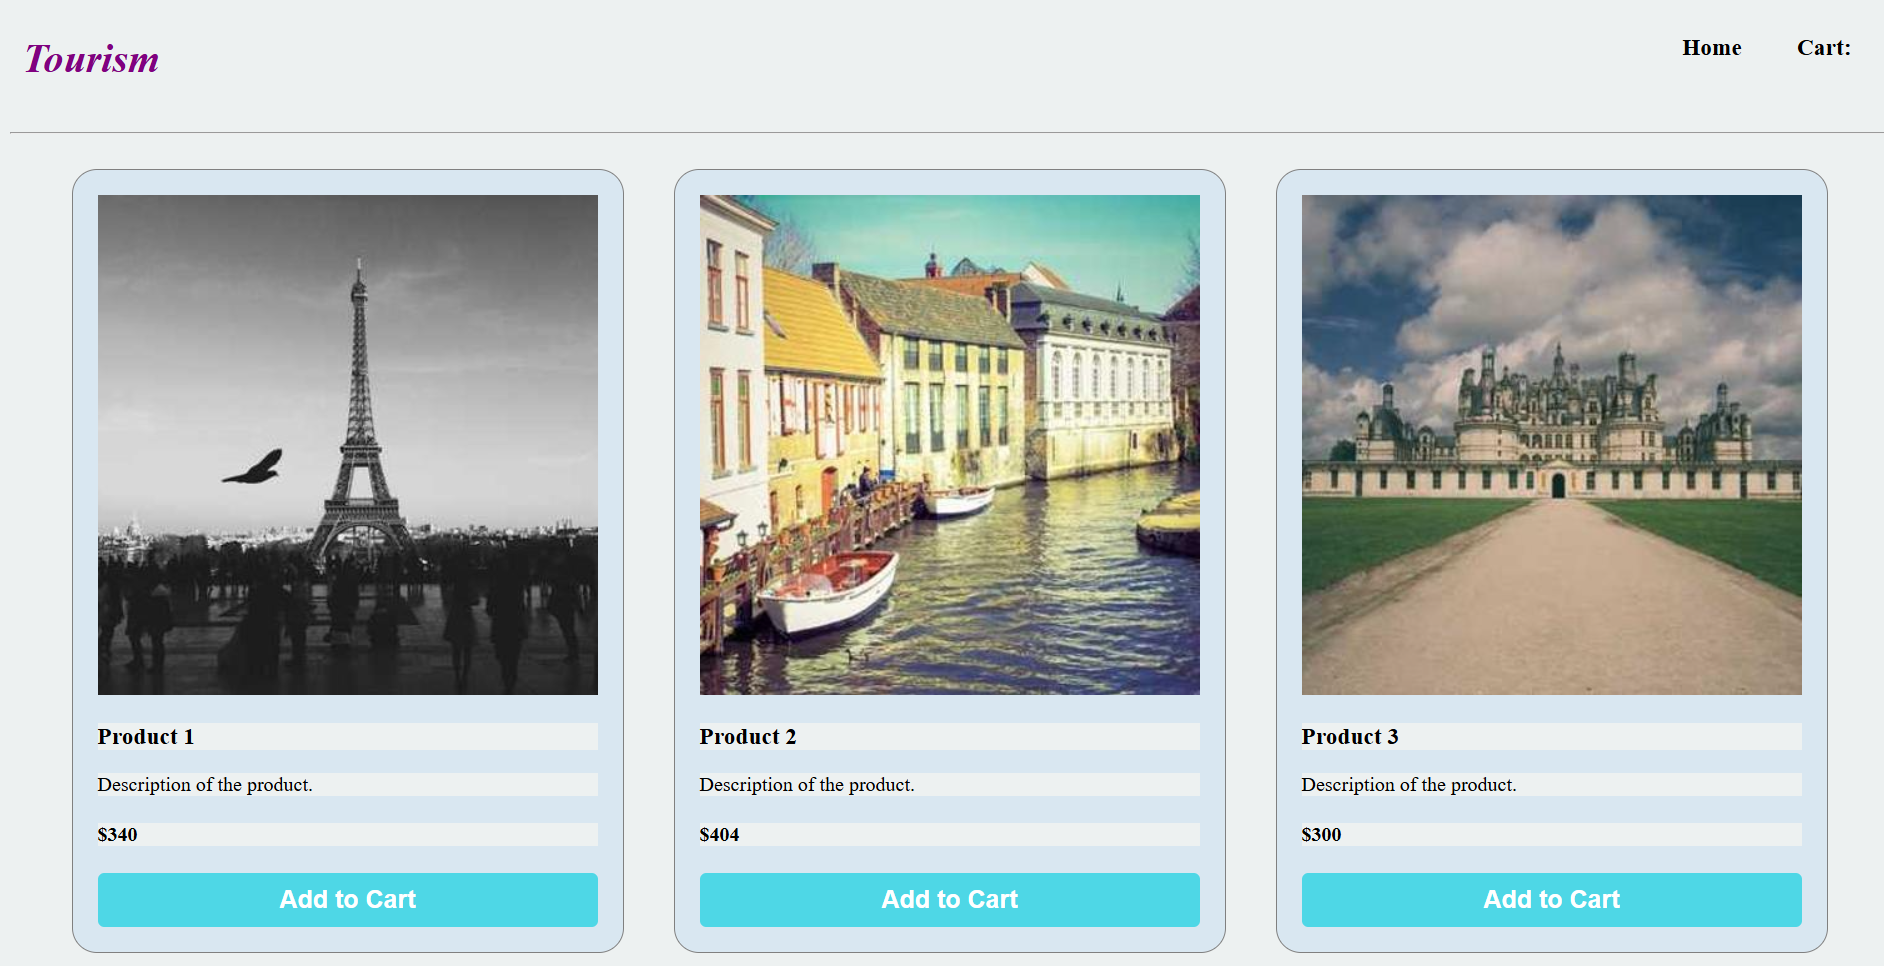 Tourism
Home
Cart:
Product 1
Description of the product.
$340
Add to Cart
Product 2
Description of the product.
$404
Add to Cart
Product 3
Description of the product.
$300
Add to Cart